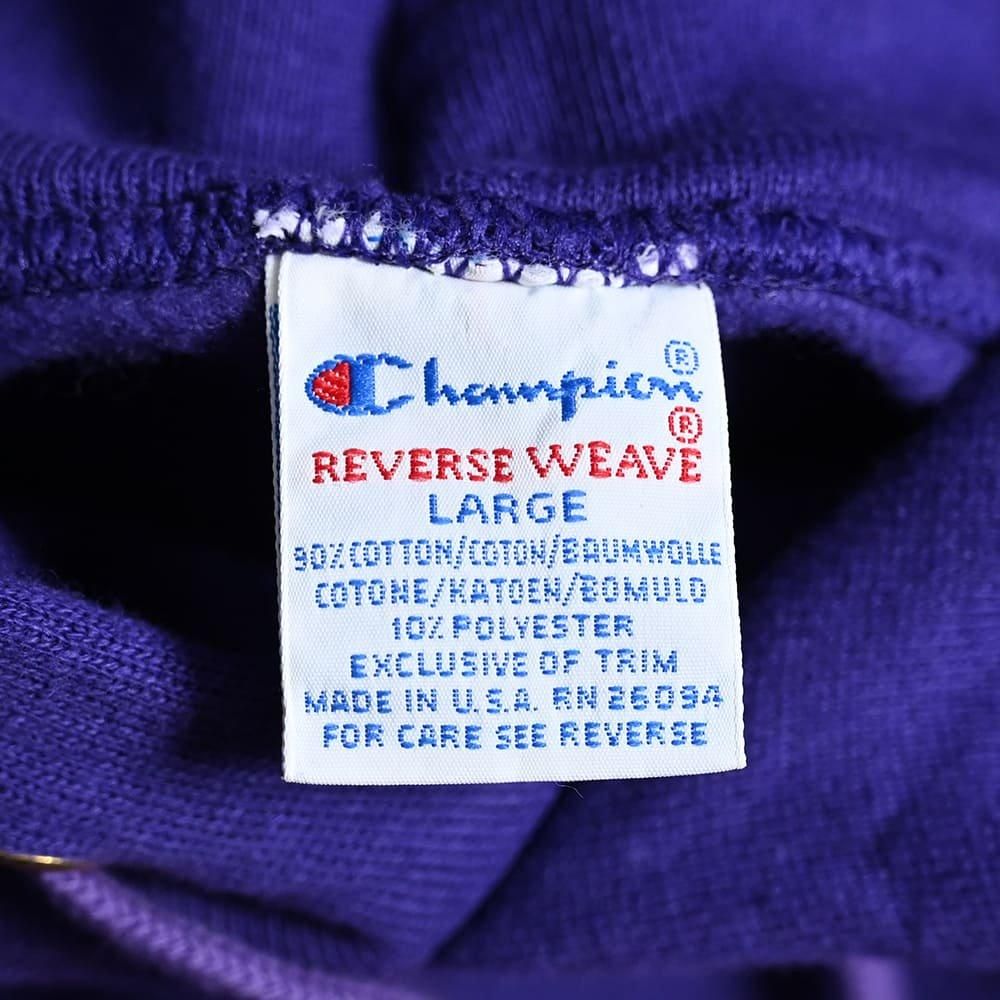 Champion®
REVERSE WEAVE®
LARGE
90% COTTON/COTON/BAUMWOLLE
COTONE/KATOEN/BOMULD
10% POLYESTER
EXCLUSIVE OF TRIM
MADE IN U.S.A. RN 26094
FOR CARE SEE REVERSE